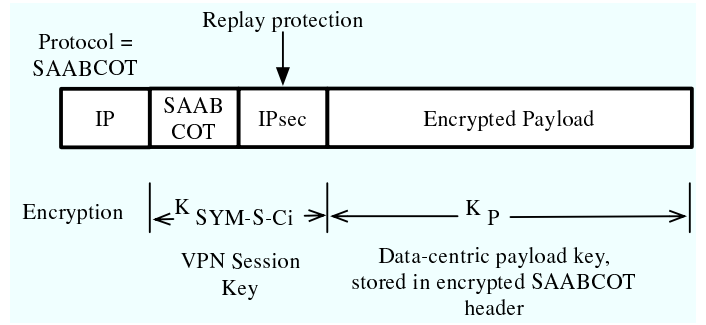 Replay protection
Protocol =
SAABCOT
IP
SAAB
COT
IPsec
Encrypted Payload
Encryption
K SYM-S-Ci
K P
VPN Session
Key
Data-centric payload key,
stored in encrypted SAABCOT
header